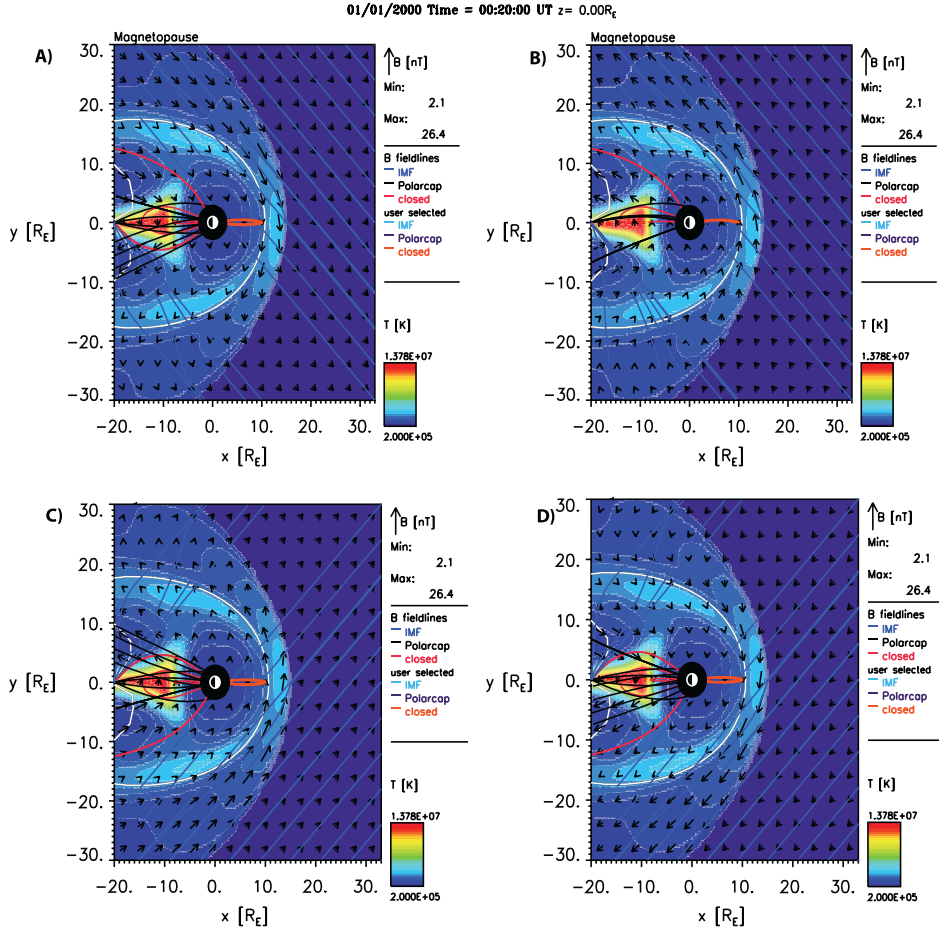 01/01/2000 Time = 00:20:00 UT z= 0.00R_E
A)
Magnetopause
30.
20.
10.
0.
-10.
-20.
-30.
y [R_E]
-20. -10. 0. 10. 20. 30.
x [R_E]
B [nT]
Min:
2.1
Max:
26.4
B fieldlines
IMF
Polarcap
closed
user selected
IMF
Polarcap
closed
T [K]
1.378E+07
2.000E+05
B)
Magnetopause
30.
20.
10.
0.
-10.
-20.
-30.
y [R_E]
-20. -10. 0. 10. 20. 30.
x [R_E]
B [nT]
Min:
2.1
Max:
26.4
B fieldlines
IMF
Polarcap
closed
user selected
IMF
Polarcap
closed
T [K]
1.378E+07
2.000E+05
C)
30.
20.
10.
0.
-10.
-20.
-30.
y [R_E]
-20. -10. 0. 10. 20. 30.
x [R_E]
B [nT]
Min:
2.1
Max:
26.4
B fieldlines
IMF
Polarcap
closed
user selected
IMF
Polarcap
closed
T [K]
1.378E+07
2.000E+05
D)
30.
20.
10.
0.
-10.
-20.
-30.
y [R_E]
-20. -10. 0. 10. 20. 30.
x [R_E]
B [nT]
Min:
2.1
Max:
26.4
B fieldlines
IMF
Polarcap
closed
user selected
IMF
Polarcap
closed
T [K]
1.378E+07
2.000E+05